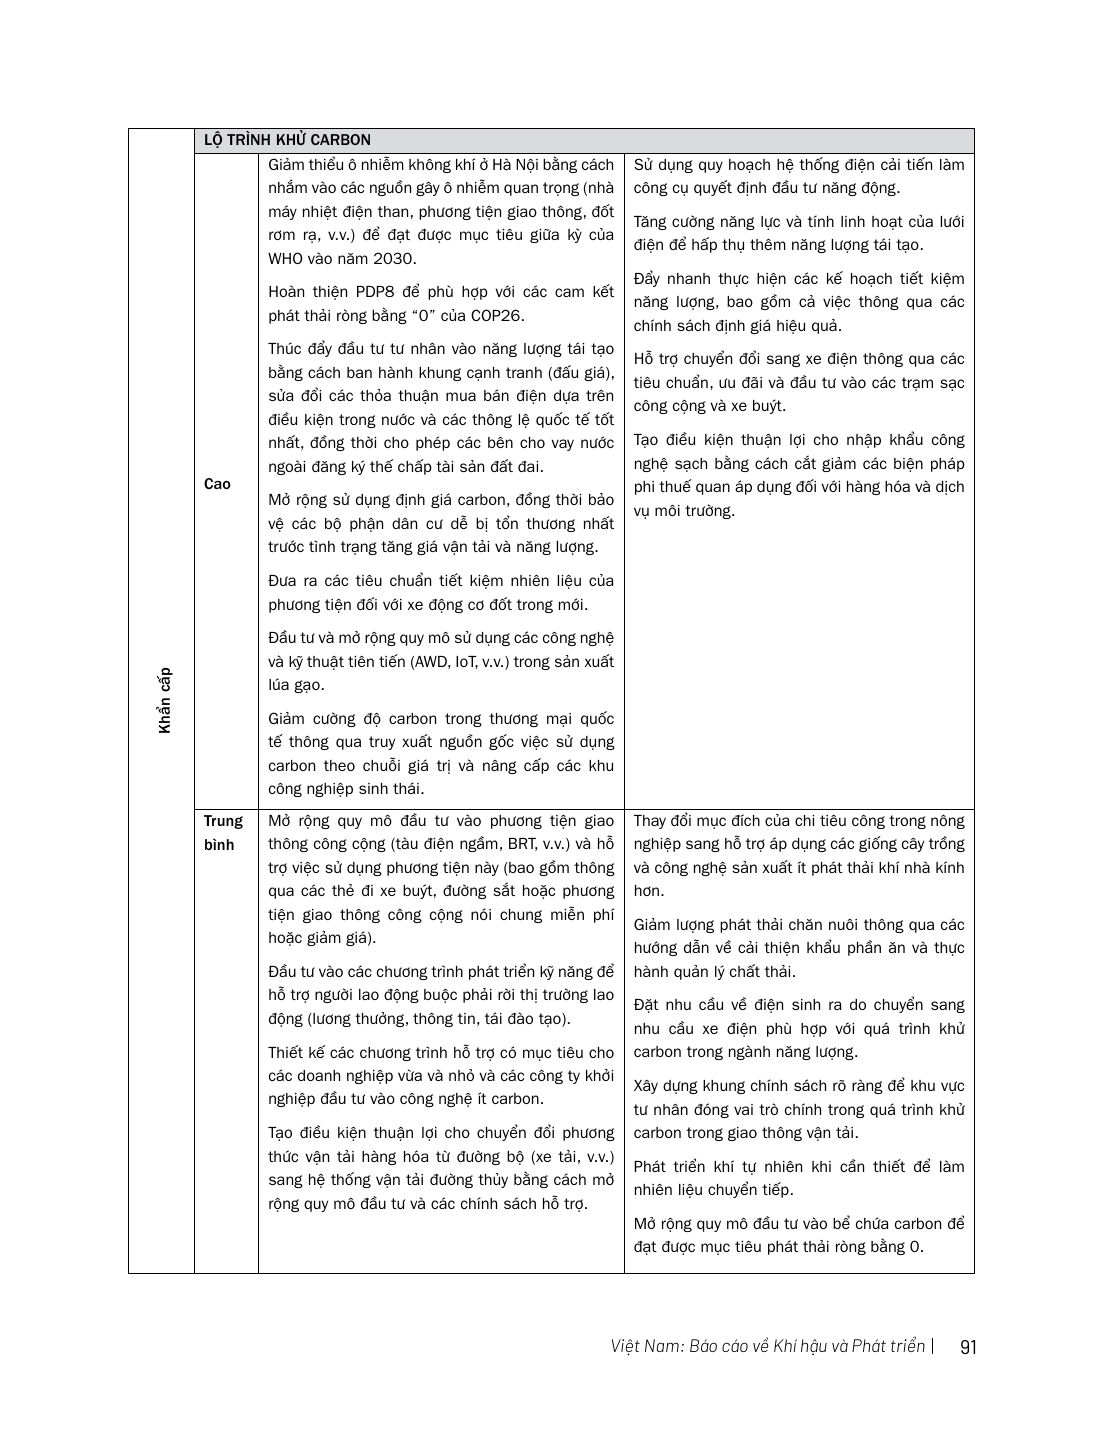 LỘ TRÌNH KHỬ CARBON
Khẩn cấp
Cao
Giảm thiểu ô nhiễm không khí ở Hà Nội bằng cách
nhắm vào các nguồn gây ô nhiễm quan trọng (nhà
máy nhiệt điện than, phương tiện giao thông, đốt
rơm rạ, v.v.) để đạt được mục tiêu giữa kỳ của
WHO vào năm 2030.
Hoàn thiện PDP8 để phù hợp với các cam kết
phát thải ròng bằng “0” của COP26.
Thúc đẩy đầu tư tư nhân vào năng lượng tái tạo
bằng cách ban hành khung cạnh tranh (đấu giá),
sửa đổi các thỏa thuận mua bán điện dựa trên
điều kiện trong nước và các thông lệ quốc tế tốt
nhất, đồng thời cho phép các bên cho vay nước
ngoài đăng ký thế chấp tài sản đất đai.
Mở rộng sử dụng định giá carbon, đồng thời bảo
vệ các bộ phận dân cư dễ bị tổn thương nhất
trước tình trạng tăng giá vận tải và năng lượng.
Đưa ra các tiêu chuẩn tiết kiệm nhiên liệu của
phương tiện đối với xe động cơ đốt trong mới.
Đầu tư và mở rộng quy mô sử dụng các công nghệ
và kỹ thuật tiên tiến (AWD, IoT, v.v.) trong sản xuất
lúa gạo.
Giảm cường độ carbon trong thương mại quốc
tế thông qua truy xuất nguồn gốc việc sử dụng
carbon theo chuỗi giá trị và nâng cấp các khu
công nghiệp sinh thái.
Sử dụng quy hoạch hệ thống điện cải tiến làm
công cụ quyết định đầu tư năng động.
Tăng cường năng lực và tính linh hoạt của lưới
điện để hấp thụ thêm năng lượng tái tạo.
Đẩy nhanh thực hiện các kế hoạch tiết kiệm
năng lượng, bao gồm cả việc thông qua các
chính sách định giá hiệu quả.
Hỗ trợ chuyển đổi sang xe điện thông qua các
tiêu chuẩn, ưu đãi và đầu tư vào các trạm sạc
công cộng và xe buýt.
Tạo điều kiện thuận lợi cho nhập khẩu công
nghệ sạch bằng cách cắt giảm các biện pháp
phi thuế quan áp dụng đối với hàng hóa và dịch
vụ môi trường.
Trung
bình
Mở rộng quy mô đầu tư vào phương tiện giao
thông công cộng (tàu điện ngầm, BRT, v.v.) và hỗ
trợ việc sử dụng phương tiện này (bao gồm thông
qua các thẻ đi xe buýt, đường sắt hoặc phương
tiện giao thông công cộng nói chung miễn phí
hoặc giảm giá).
Đầu tư vào các chương trình phát triển kỹ năng để
hỗ trợ người lao động buộc phải rời thị trường lao
động (lương thưởng, thông tin, tái đào tạo).
Thiết kế các chương trình hỗ trợ có mục tiêu cho
các doanh nghiệp vừa và nhỏ và các công ty khởi
nghiệp đầu tư vào công nghệ ít carbon.
Tạo điều kiện thuận lợi cho chuyển đổi phương
thức vận tải hàng hóa từ đường bộ (xe tải, v.v.)
sang hệ thống vận tải đường thủy bằng cách mở
rộng quy mô đầu tư và các chính sách hỗ trợ.
Thay đổi mục đích của chi tiêu công trong nông
nghiệp sang hỗ trợ áp dụng các giống cây trồng
và công nghệ sản xuất ít phát thải khí nhà kính
hơn.
Giảm lượng phát thải chăn nuôi thông qua các
hướng dẫn về cải thiện khẩu phần ăn và thực
hành quản lý chất thải.
Đặt nhu cầu về điện sinh ra do chuyển sang
nhu cầu xe điện phù hợp với quá trình khử
carbon trong ngành năng lượng.
Xây dựng khung chính sách rõ ràng để khu vực
tư nhân đóng vai trò chính trong quá trình khử
carbon trong giao thông vận tải.
Phát triển khí tự nhiên khi cần thiết để làm
nhiên liệu chuyển tiếp.
Mở rộng quy mô đầu tư vào bể chứa carbon để
đạt được mục tiêu phát thải ròng bằng 0.
Việt Nam: Báo cáo về Khí hậu và Phát triển | 91